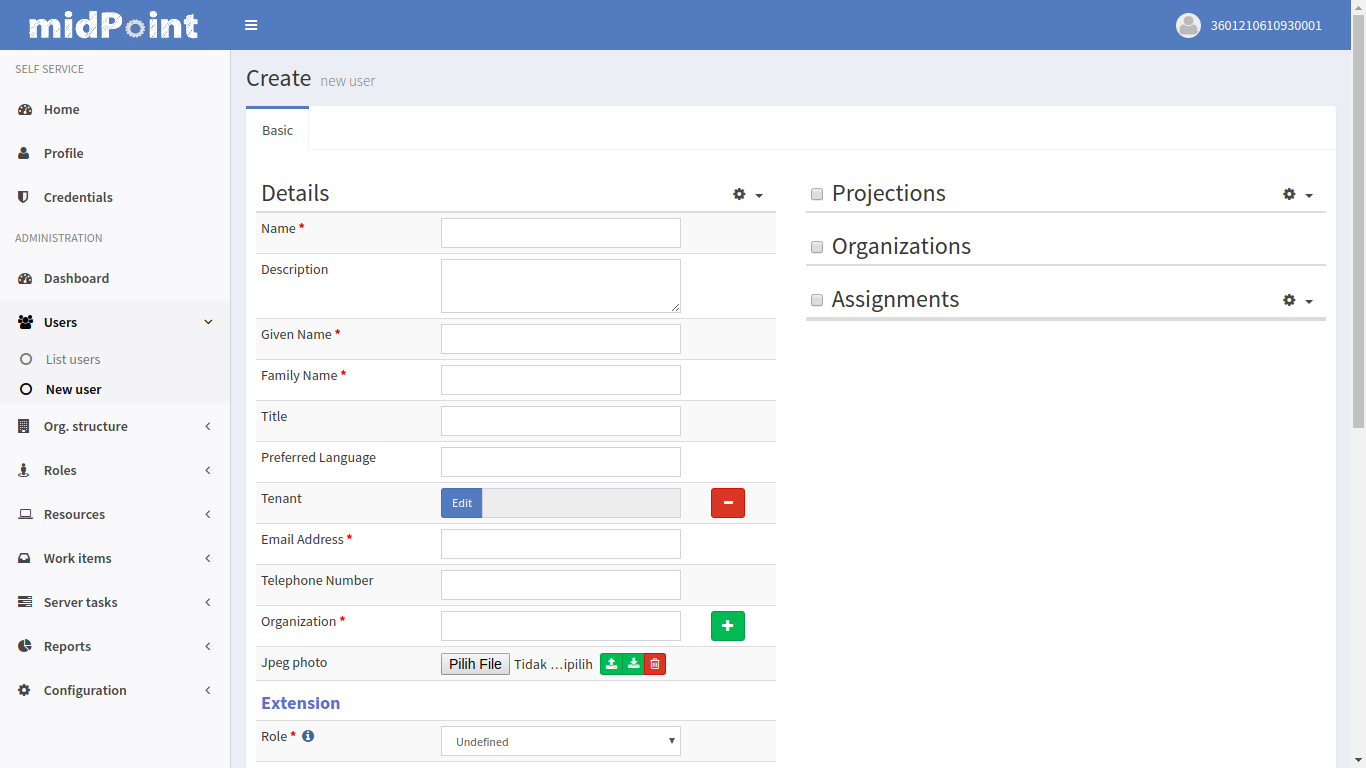 midPoint
3601210610930001
SELF SERVICE
Home
Profile
Credentials
ADMINISTRATION
Dashboard
Users
List users
New user
Org. structure
Roles
Resources
Work items
Server tasks
Reports
Configuration
Create new user
Basic
Details
Name *
Description
Given Name *
Family Name *
Title
Preferred Language
Tenant
Edit
Email Address *
Telephone Number
Organization *
Jpeg photo
Pilih File Tidak …ipilih
Extension
Role *
Undefined
Projections
Organizations
Assignments